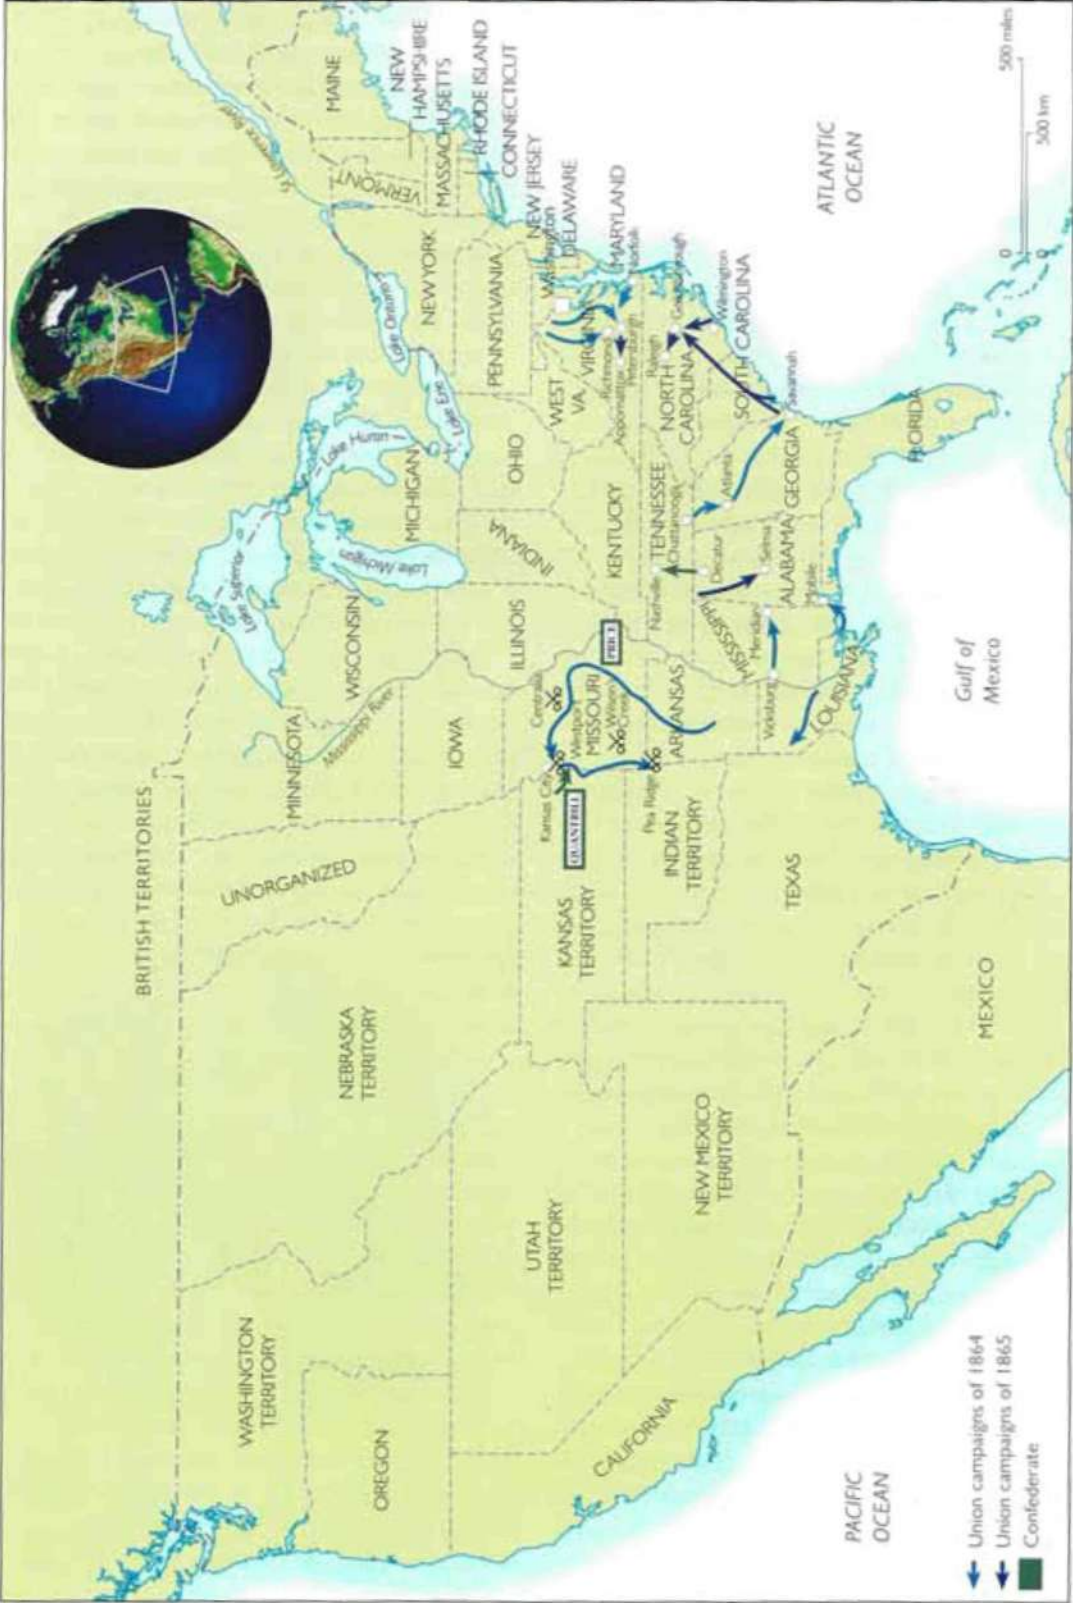 BRITISH TERRITORIES
St Lawrence River
MAINE
NEW
HAMPSHIRE
VERMONT
MASSACHUSETTS
RHODE ISLAND
CONNECTICUT
NEW YORK
Lake Ontario
Lake Erie
Lake Huron
Lake Superior
Lake Michigan
MICHIGAN
WISCONSIN
MINNESOTA
Mississippi River
UNORGANIZED
WASHINGTON
TERRITORY
OREGON
NEBRASKA
TERRITORY
IOWA
ILLINOIS
INDIANA
OHIO
PENNSYLVANIA
NEW JERSEY
Washington
DELAWARE
MARYLAND
WEST
VA.
VIRGINIA
Richmond
Norfolk
Petersburg
Appomattox
KENTUCKY
UTAH
TERRITORY
KANSAS
TERRITORY
Kansas City
QUANTRILL
Westport
Centralia
MISSOURI
PRICE
Wilson
Creek
Pea Ridge
ARKANSAS
INDIAN
TERRITORY
TENNESSEE
Nashville
Chattanooga
NORTH
CAROLINA
Raleigh
Goldsborough
Wilmington
SOUTH CAROLINA
CALIFORNIA
NEW MEXICO
TERRITORY
TEXAS
LOUISIANA
Vicksburg
MISSISSIPPI
Meridian
Decatur
Selma
ALABAMA
Mobile
Atlanta
GEORGIA
Savannah
FLORIDA
MEXICO
Gulf of
Mexico
ATLANTIC
OCEAN
PACIFIC
OCEAN
0 500 miles
0 500 km
Union campaigns of 1864
Union campaigns of 1865
Confederate